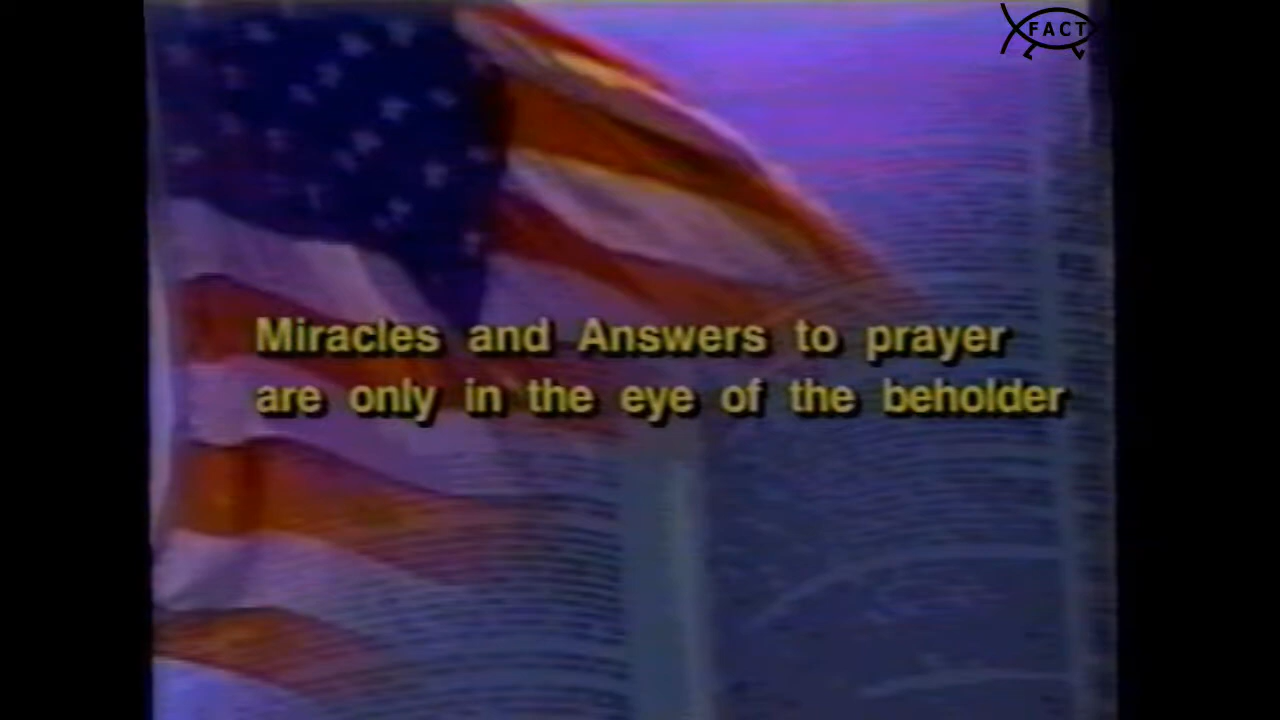 FACT
Miracles and Answers to prayer
are only in the eye of the beholder